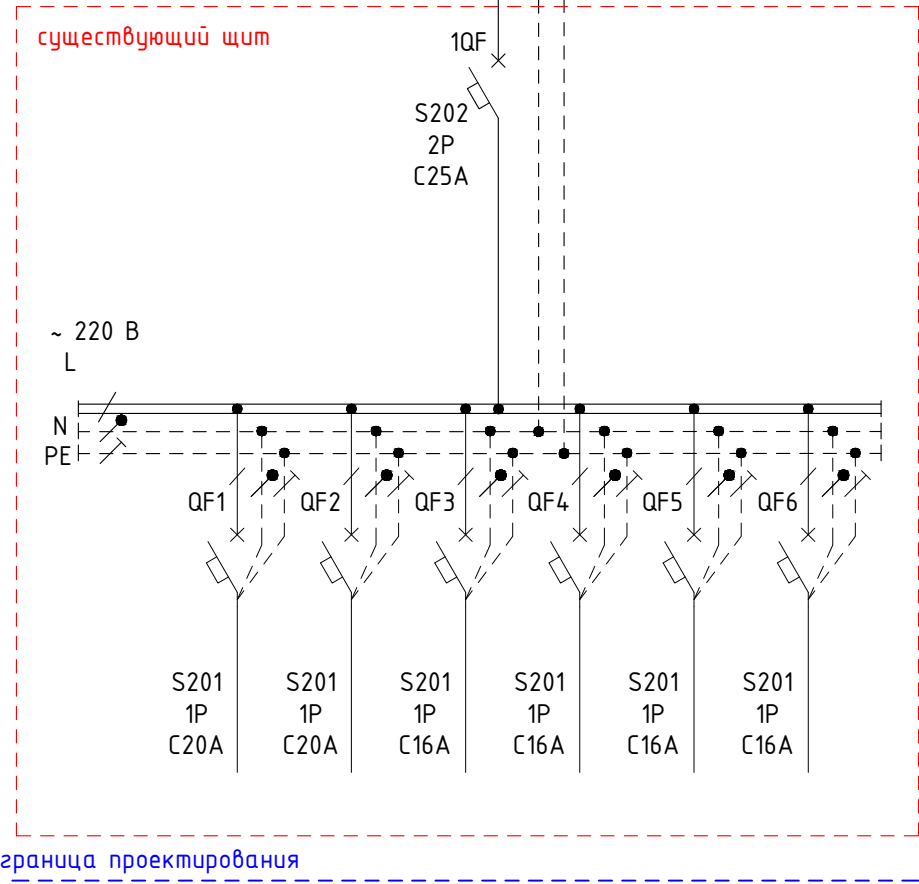 существующий щит
1QF
S202
2P
C25A
~ 220 В
L
N
PE
QF1 QF2 QF3 QF4 QF5 QF6
S201 S201 S201 S201 S201 S201
1P 1P 1P 1P 1P 1P
C20A C20A C16A C16A C16A C16A
граница проектирования